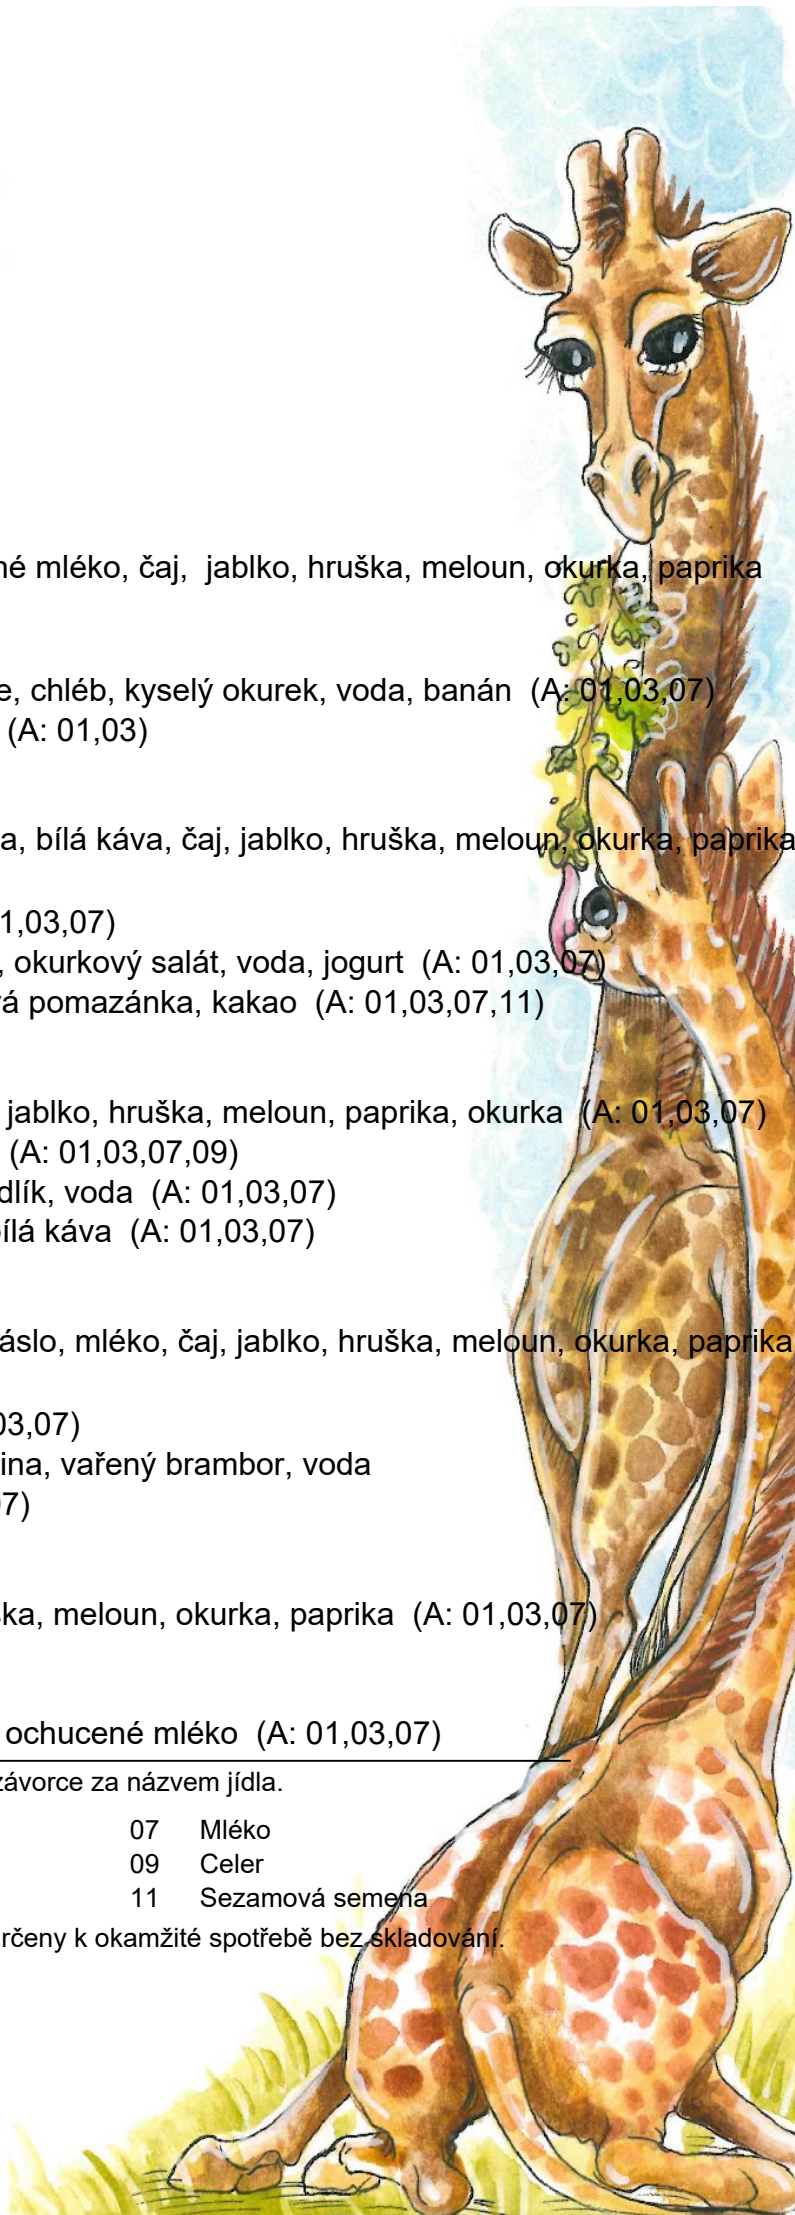 né mléko, čaj, jablko, hruška, meloun, okurka, paprika
e, chléb, kyselý okurek, voda, banán (A: 01,03,07)
(A: 01,03)
a, bílá káva, čaj, jablko, hruška, meloun, okurka, paprika
1,03,07)
, okurkový salát, voda, jogurt (A: 01,03,07)
vá pomazánka, kakao (A: 01,03,07,11)
jablko, hruška, meloun, paprika, okurka (A: 01,03,07)
(A: 01,03,07,09)
dlík, voda (A: 01,03,07)
bílá káva (A: 01,03,07)
áslo, mléko, čaj, jablko, hruška, meloun, okurka, paprika
03,07)
ina, vařený brambor, voda
07)
ka, meloun, okurka, paprika (A: 01,03,07)
ochucené mléko (A: 01,03,07)
závorce za názvem jídla.
07 Mléko
09 Celer
11 Sezamová semena
rčeny k okamžité spotřebě bez skladování.